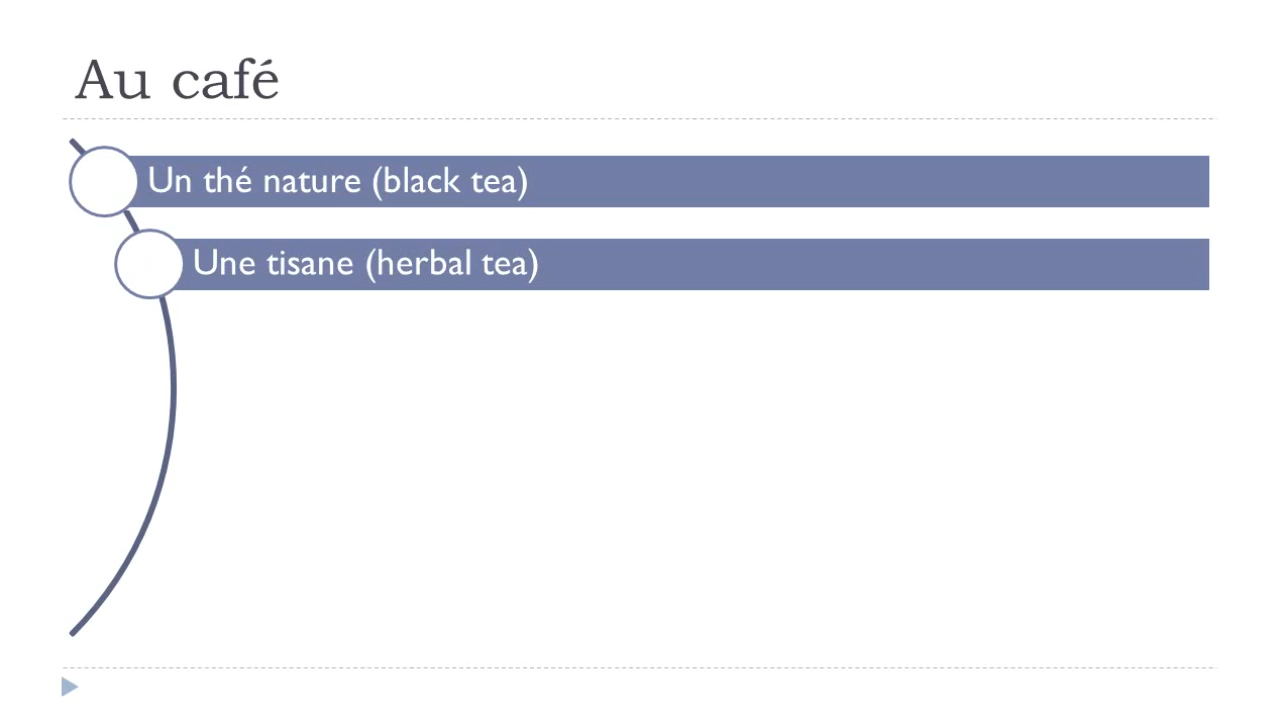 Au café
Un thé nature (black tea)
Une tisane (herbal tea)